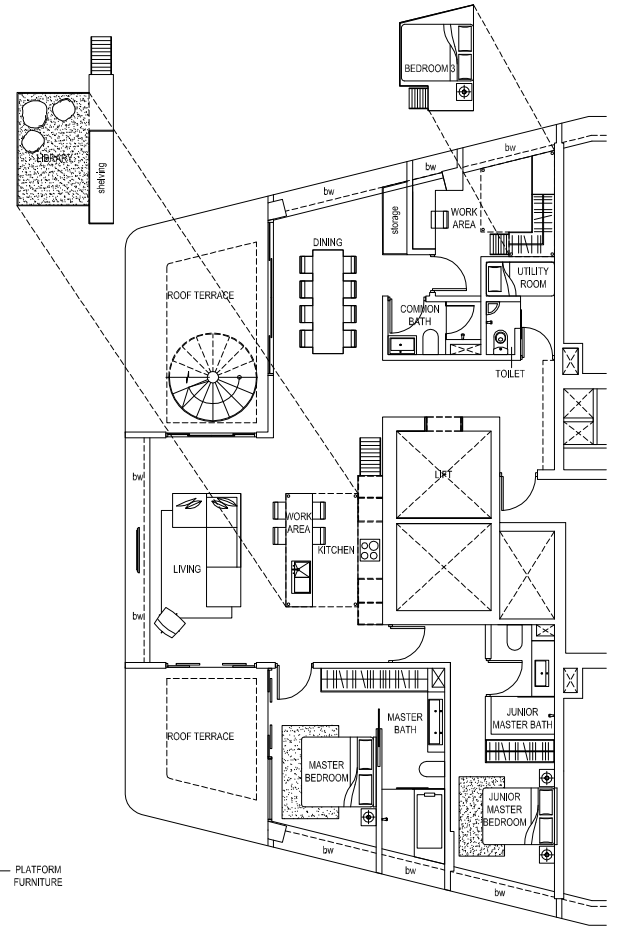 BEDROOM 3
LIBRARY
shelving
bw
bw
bw
storage
WORK
AREA
DINING
UTILITY
ROOM
ROOF TERRACE
COMMON
BATH
TOILET
bw
LIFT
WORK
AREA
KITCHEN
LIVING
bw
JUNIOR
MASTER BATH
MASTER
BATH
ROOF TERRACE
MASTER
BEDROOM
JUNIOR
MASTER
BEDROOM
bw
bw
bw
PLATFORM
FURNITURE